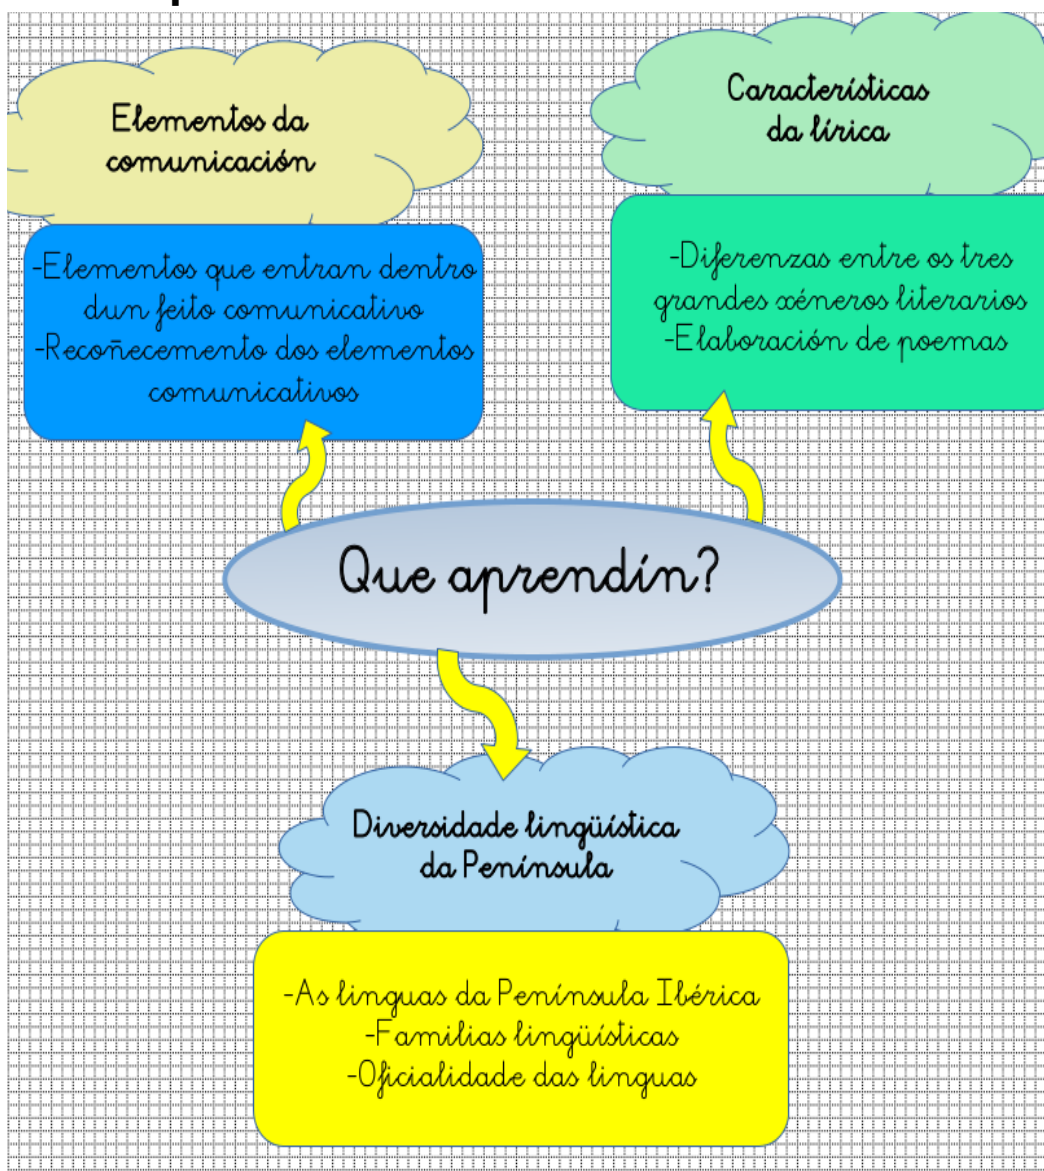 Elementos da
comunicación
-Elementos que entran dentro
dun feito comunicativo
-Recoñecemento dos elementos
comunicativos
Características
da lírica
-Diferenzas entre os tres
grandes xéneros literarios
-Elaboración de poemas
Que aprendín?
Diversidade lingüística
da Península
-As linguas da Península Ibérica
-Familias lingüísticas
-Oficialidade das linguas